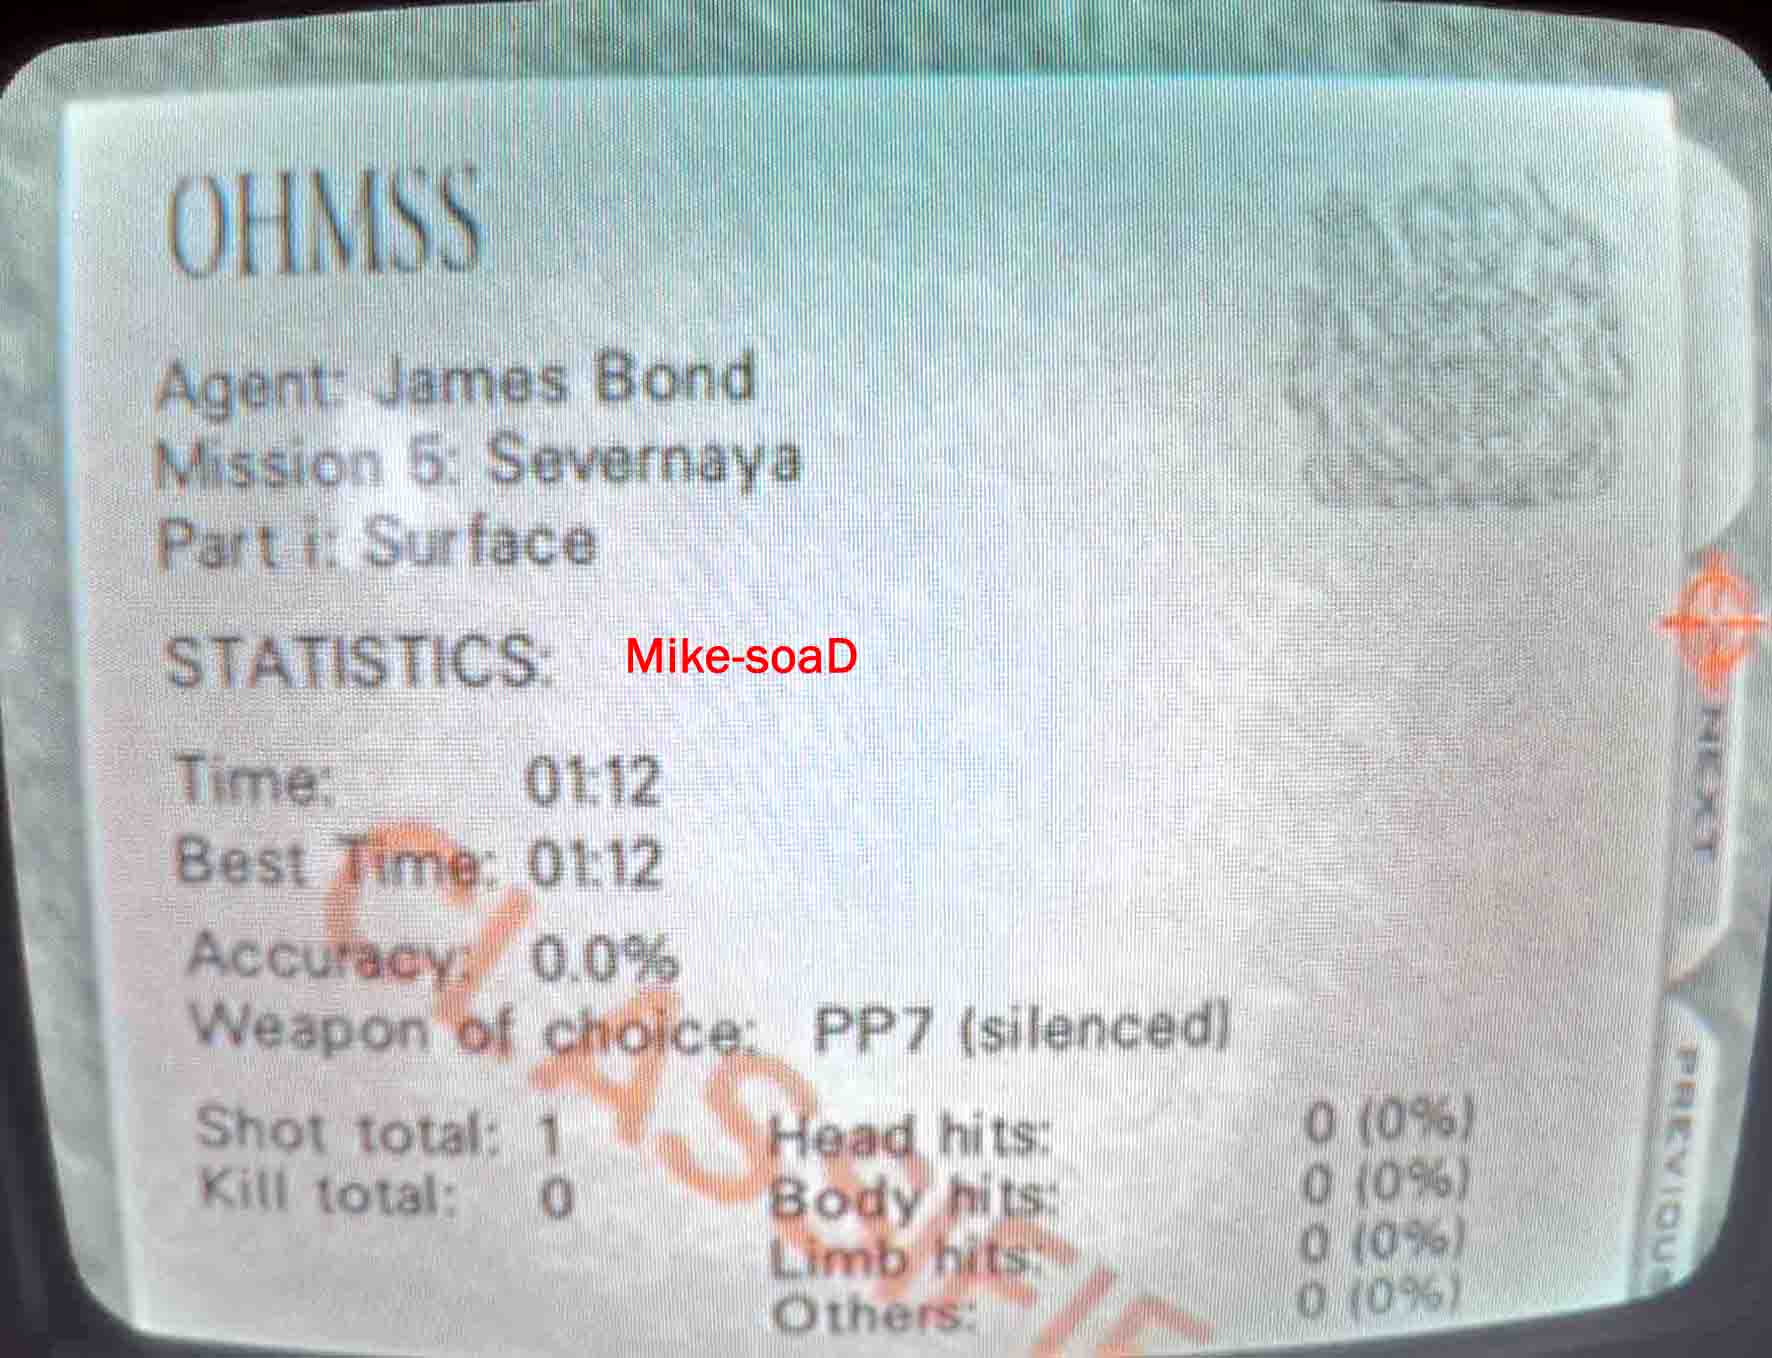 OHMSS
Agent: James Bond
Mission 5: Severnaya
Part i: Surface
STATISTICS: Mike-soaD
Time: 01:12
Best Time: 01:12
Accuracy: 0.0%
Weapon of choice: PP7 (silenced)
Shot total: 1 Head hits: 0 (0%)
Kill total: 0 Body hits: 0 (0%)
Limb hits: 0 (0%)
Others: 0 (0%)
NEXT
PREVIOUS
CLASSIFIE